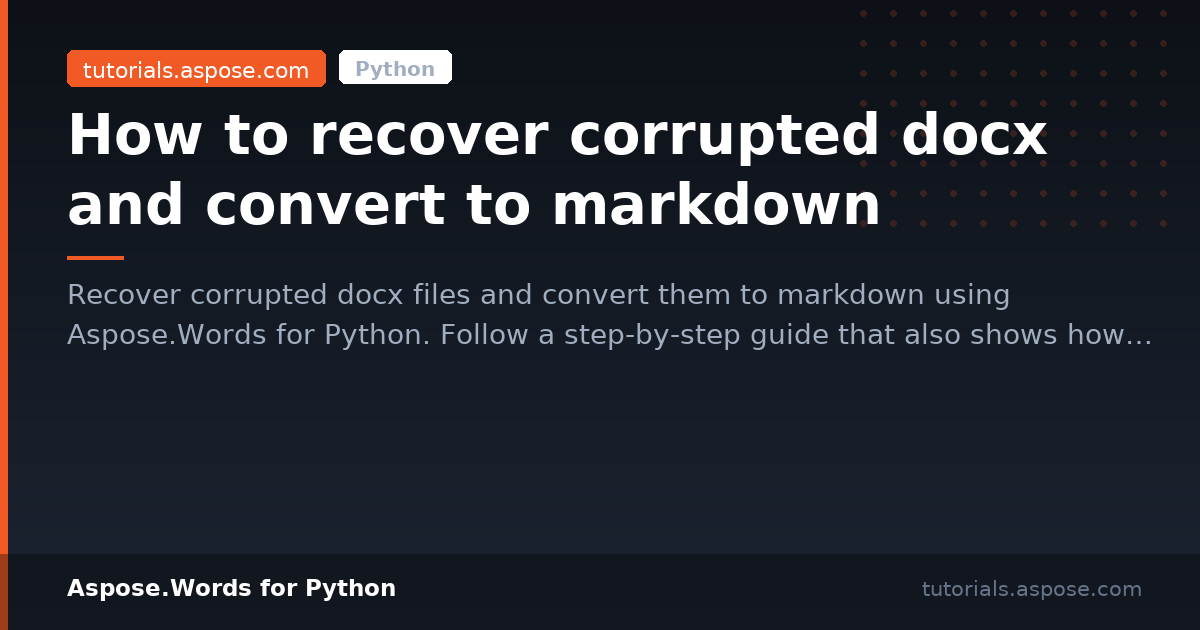 tutorials.aspose.com
Python
How to recover corrupted docx
and convert to markdown
Recover corrupted docx files and convert them to markdown using
Aspose.Words for Python. Follow a step-by-step guide that also shows how…
Aspose.Words for Python
tutorials.aspose.com